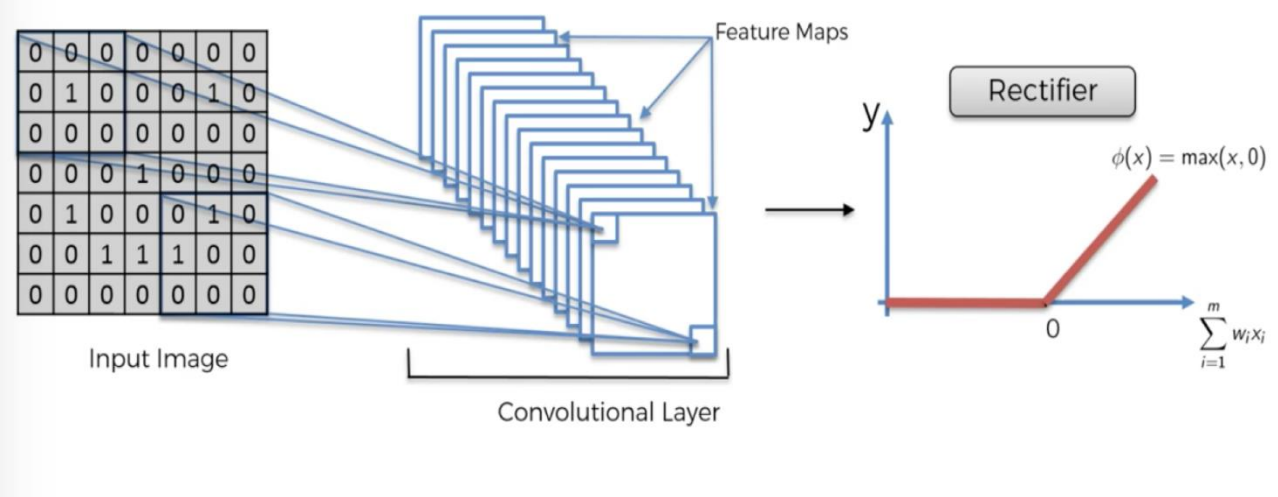 0 0 0 0 0 0 0
0 1 0 0 0 1 0
0 0 0 0 0 0 0
0 0 0 1 0 0 0
0 1 0 0 0 1 0
0 0 1 1 1 0 0
0 0 0 0 0 0 0
Input Image
Feature Maps
Convolutional Layer
Rectifier
y
ϕ(x) = max(x, 0)
0
m
∑ wᵢxᵢ
i=1